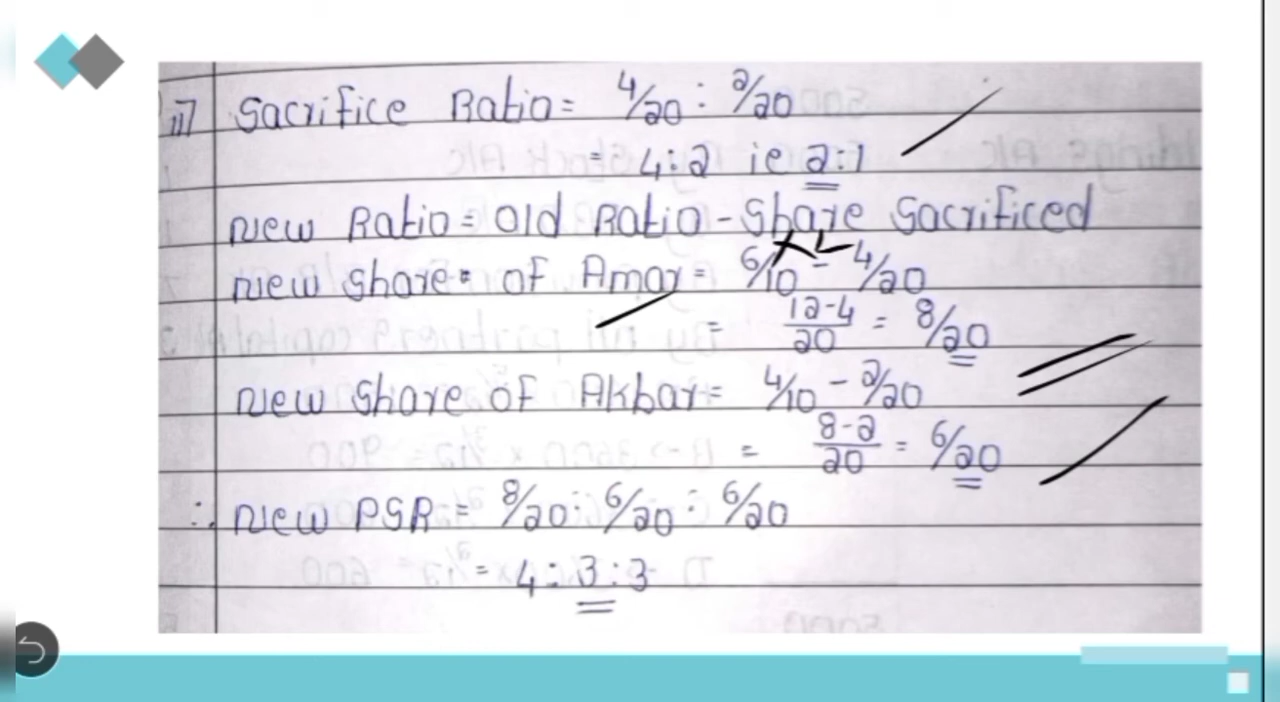 ii] Sacrifice Ratio = 4/20 : 2/20
= 4:2 ie 2:1
New Ratio = Old Ratio - Share Sacrificed
New share = of Amar = 6/10 - 4/20
= 12-4/20 = 8/20
New Share of Akbar = 4/10 - 2/20
= 8-2/20 = 6/20
∴ New PSR = 8/20 : 6/20 : 6/20
= 4:3:3